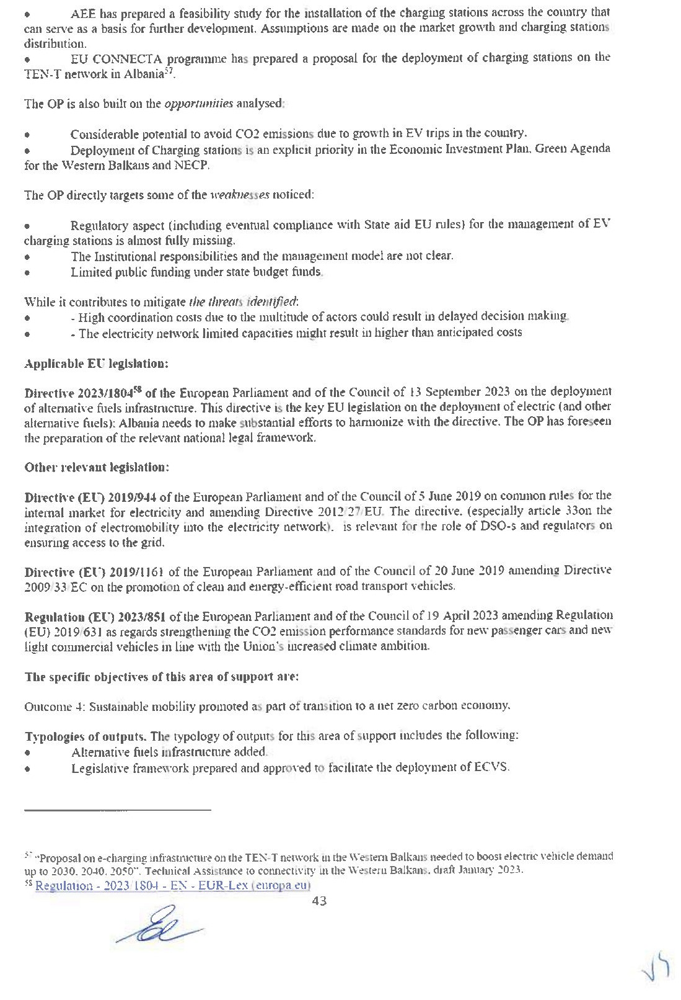 • AEE has prepared a feasibility study for the installation of the charging stations across the country that
can serve as a basis for further development. Assumptions are made on the market growth and charging stations
distribution.
• EU CONNECTA programme has prepared a proposal for the deployment of charging stations on the
TEN-T network in Albania57.
The OP is also built on the opportunities analysed:
• Considerable potential to avoid CO2 emissions due to growth in EV trips in the country.
• Deployment of Charging stations is an explicit priority in the Economic Investment Plan, Green Agenda
for the Western Balkans and NECP.
The OP directly targets some of the weaknesses noticed:
• Regulatory aspect (including eventual compliance with State aid EU rules) for the management of EV
charging stations is almost fully missing.
• The Institutional responsibilities and the management model are not clear.
• Limited public funding under state budget funds.
While it contributes to mitigate the threats identified:
• - High coordination costs due to the multitude of actors could result in delayed decision making.
• - The electricity network limited capacities might result in higher than anticipated costs
Applicable EU legislation:
Directive 2023/180458 of the European Parliament and of the Council of 13 September 2023 on the deployment
of alternative fuels infrastructure. This directive is the key EU legislation on the deployment of electric (and other
alternative fuels); Albania needs to make substantial efforts to harmonize with the directive. The OP has foreseen
the preparation of the relevant national legal framework.
Other relevant legislation:
Directive (EU) 2019/944 of the European Parliament and of the Council of 5 June 2019 on common rules for the
internal market for electricity and amending Directive 2012/27/EU. The directive, (especially article 33on the
integration of electromobility into the electricity network), is relevant for the role of DSO-s and regulators on
ensuring access to the grid.
Directive (EU) 2019/1161 of the European Parliament and of the Council of 20 June 2019 amending Directive
2009/33/EC on the promotion of clean and energy-efficient road transport vehicles.
Regulation (EU) 2023/851 of the European Parliament and of the Council of 19 April 2023 amending Regulation
(EU) 2019/631 as regards strengthening the CO2 emission performance standards for new passenger cars and new
light commercial vehicles in line with the Union's increased climate ambition.
The specific objectives of this area of support are:
Outcome 4: Sustainable mobility promoted as part of transition to a net zero carbon economy.
Typologies of outputs. The typology of outputs for this area of support includes the following:
• Alternative fuels infrastructure added.
• Legislative framework prepared and approved to facilitate the deployment of ECVS.
57 "Proposal on e-charging infrastructure on the TEN-T network in the Western Balkans needed to boost electric vehicle demand
up to 2030, 2040, 2050", Technical Assistance to connectivity in the Western Balkans, draft January 2023.
58 Regulation - 2023/1804 - EN - EUR-Lex (europa.eu)
43